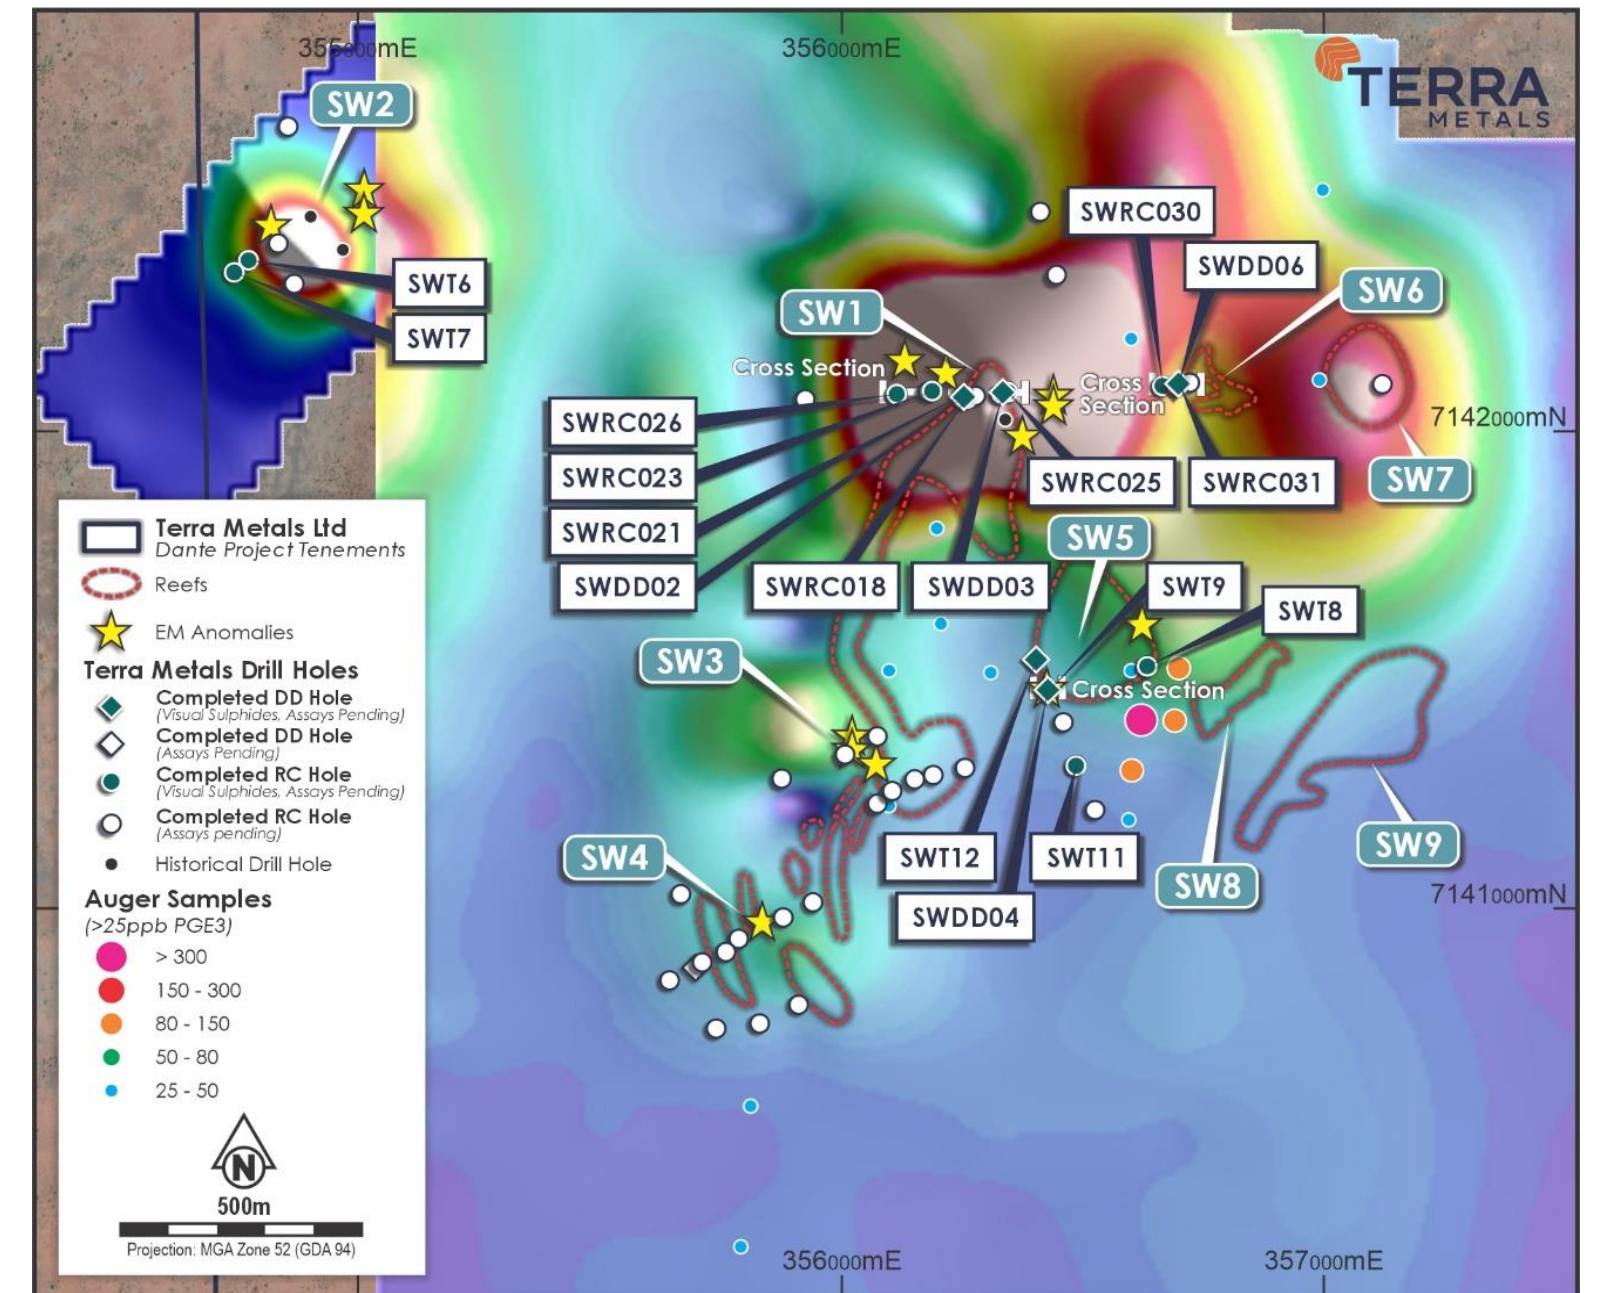 355000mE
356000mE
TERRA
METALS
SW2
SWRC030
SWDD06
SWT6
SW6
SW1
SWT7
Cross Section
Cross
Section
SWRC026
7142000mN
SWRC023
SWRC025
SWRC031
SW7
SWRC021
SW5
SWDD02
SWRC018
SWDD03
SWT9
SWT8
SW3
Cross Section
SW4
SWT12
SWT11
SW9
SW8
7141000mN
SWDD04
Terra Metals Ltd
Dante Project Tenements
Reefs
EM Anomalies
Terra Metals Drill Holes
Completed DD Hole
(Visual Sulphides, Assays Pending)
Completed DD Hole
(Assays Pending)
Completed RC Hole
(Visual Sulphides, Assays Pending)
Completed RC Hole
(Assays pending)
Historical Drill Hole
Auger Samples
(>25ppb PGE3)
> 300
150 - 300
80 - 150
50 - 80
25 - 50
N
500m
Projection: MGA Zone 52 (GDA 94)
356000mE
357000mE